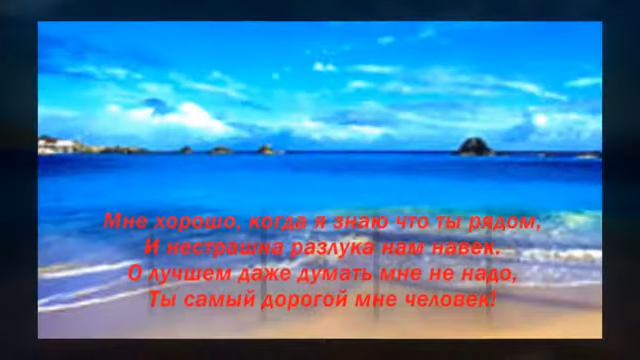 Мне хорошо, когда я знаю что ты рядом,
И нестрашна разлука нам навек.
О лучшем даже думать мне не надо,
Ты самый дорогой мне человек!